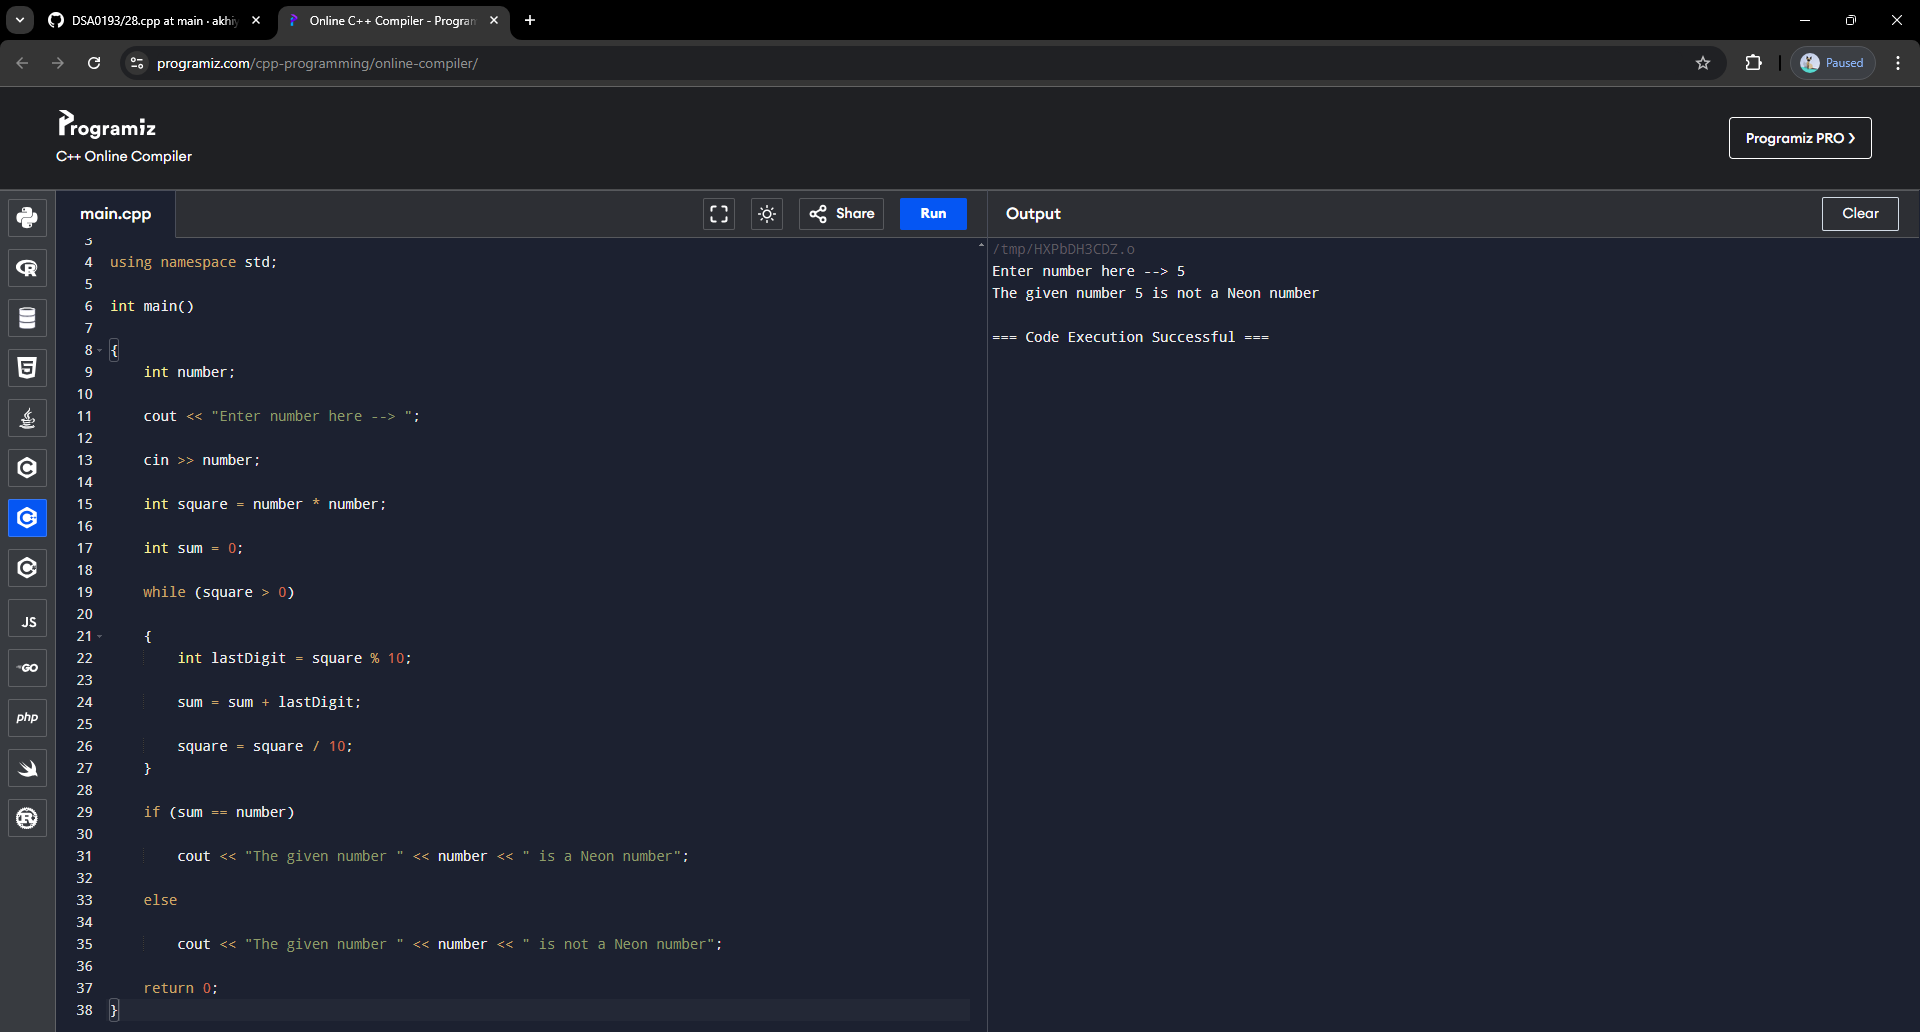 DSA0193/28.cpp at main · akhiy
Online C++ Compiler - Program
programiz.com/cpp-programming/online-compiler/
Paused
Programiz
C++ Online Compiler
Programiz PRO ❯
main.cpp
Share
Run
Output
Clear
3
4 using namespace std;
5
6 int main()
7
8 {
9 int number;
10
11 cout << "Enter number here --> ";
12
13 cin >> number;
14
15 int square = number * number;
16
17 int sum = 0;
18
19 while (square > 0)
20
21 {
22 int lastDigit = square % 10;
23
24 sum = sum + lastDigit;
25
26 square = square / 10;
27 }
28
29 if (sum == number)
30
31 cout << "The given number " << number << " is a Neon number";
32
33 else
34
35 cout << "The given number " << number << " is not a Neon number";
36
37 return 0;
38 }
/tmp/HXPbDH3CDZ.o
Enter number here --> 5
The given number 5 is not a Neon number
=== Code Execution Successful ===
R
5
C
C
C
JS
GO
php
R